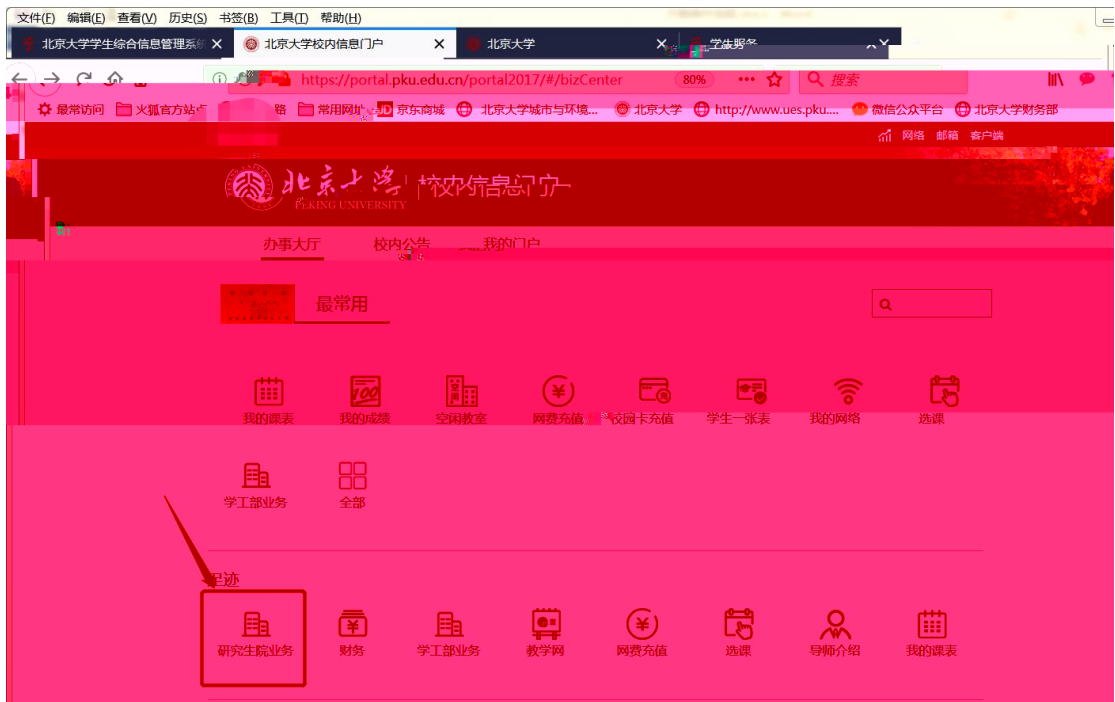 文件(F) 编辑(E) 查看(V) 历史(S) 书签(B) 工具(T) 帮助(H)
北京大学学生综合信息管理系统 北京大学校内信息门户 北京大学 学生服务
https://portal.pku.edu.cn/portal2017/#/bizCenter 80% 搜索
最常访问 火狐官方站点 常用网址 JD 京东商城 北京大学城市与环境... 北京大学 http://www.ues.pku.... 微信公众平台 北京大学财务部
网络 邮箱 客户端
北京大学 校内信息门户
PEKING UNIVERSITY
办事大厅 校内公告 我的门户
最常用
我的课表 我的成绩 空闲教室 网费充值 校园卡充值 学生一张表 我的网络 选课
学工部业务 全部
足迹
研究生院业务 财务 学工部业务 教学网 网费充值 选课 导师介绍 我的课表